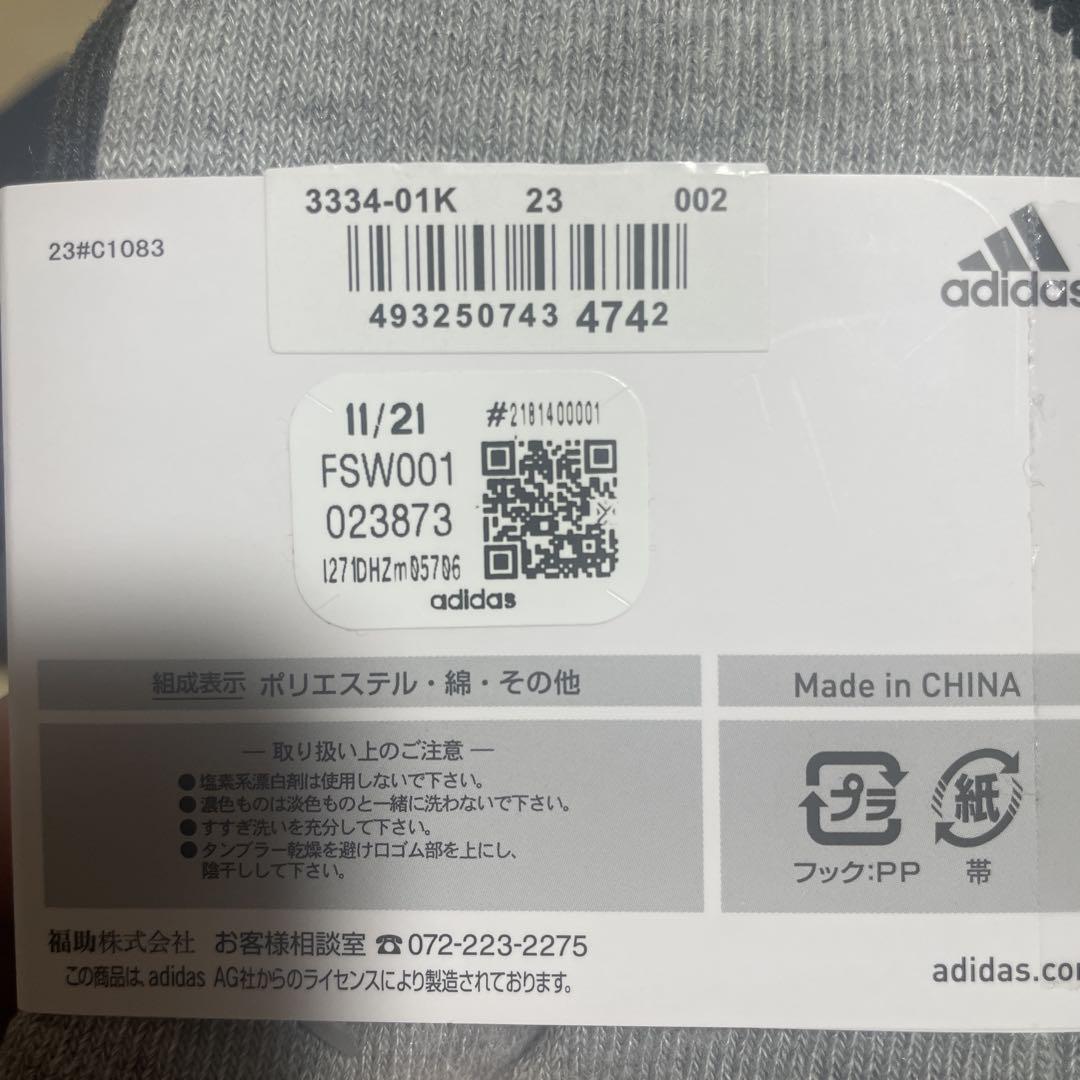 3334-01K 23 002
23#C1083
493250743 4742
adidas
11/21 #2181400001
FSW001
023873
1271DHZm05706
adidas
組成表示 ポリエステル・綿・その他
Made in CHINA
― 取り扱い上のご注意 ―
●塩素系漂白剤は使用しないで下さい。
●濃色ものは淡色ものと一緒に洗わないで下さい。
●すすぎ洗いを充分して下さい。
●タンブラー乾燥を避け口ゴム部を上にし、
陰干しして下さい。
プラ 紙
フック:PP 帯
福助株式会社 お客様相談室 ☎072-223-2275
この商品は、adidas AG社からのライセンスにより製造されております。
adidas.co